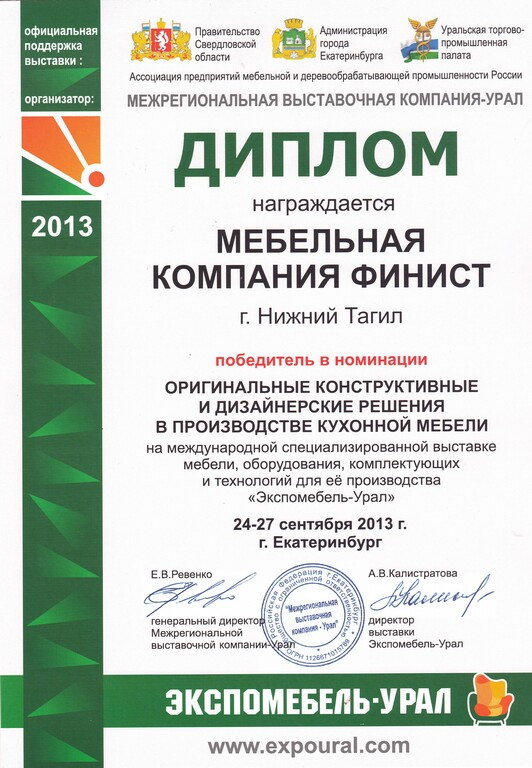 официальная
поддержка
выставки :
Правительство
Свердловской
области
Администрация
города
Екатеринбурга
Уральская торгово-
промышленная
палата
Ассоциация предприятий мебельной и деревообрабатывающей промышленности России
организатор:
МЕЖРЕГИОНАЛЬНАЯ ВЫСТАВОЧНАЯ КОМПАНИЯ-УРАЛ
2013
ДИПЛОМ
награждается
МЕБЕЛЬНАЯ
КОМПАНИЯ ФИНИСТ
г. Нижний Тагил
победитель в номинации
ОРИГИНАЛЬНЫЕ КОНСТРУКТИВНЫЕ
И ДИЗАЙНЕРСКИЕ РЕШЕНИЯ
В ПРОИЗВОДСТВЕ КУХОННОЙ МЕБЕЛИ
на международной специализированной выставке
мебели, оборудования, комплектующих
и технологий для её производства
«Экспомебель-Урал»
24-27 сентября 2013 г.
г. Екатеринбург
Е.В.Ревенко
генеральный директор
Межрегиональной
выставочной компании-Урал
Российская Федерация г.Екатеринбург
Общество с ограниченной ответственностью
ОГРН 1126671015789
"Межрегиональная
выставочная
компания - Урал"
А.В.Калистратова
директор
выставки
Экспомебель-Урал
ЭКСПОМЕБЕЛЬ-УРАЛ
www.expoural.com